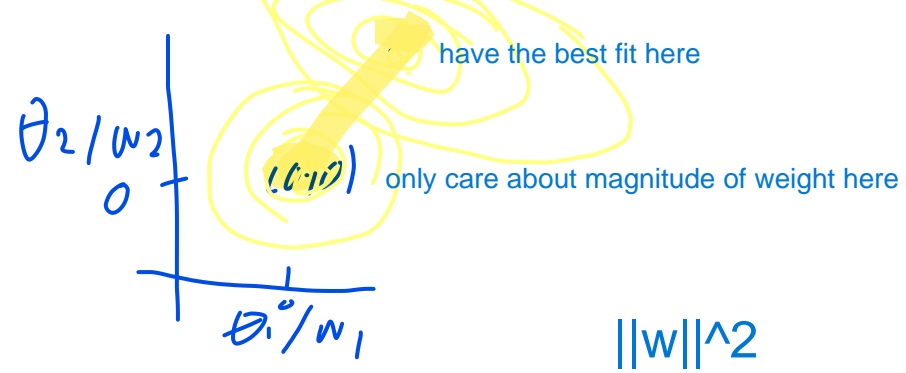 have the best fit here
θ2/w2
(0,0)
only care about magnitude of weight here
0
0
θ1/w1
||w||^2